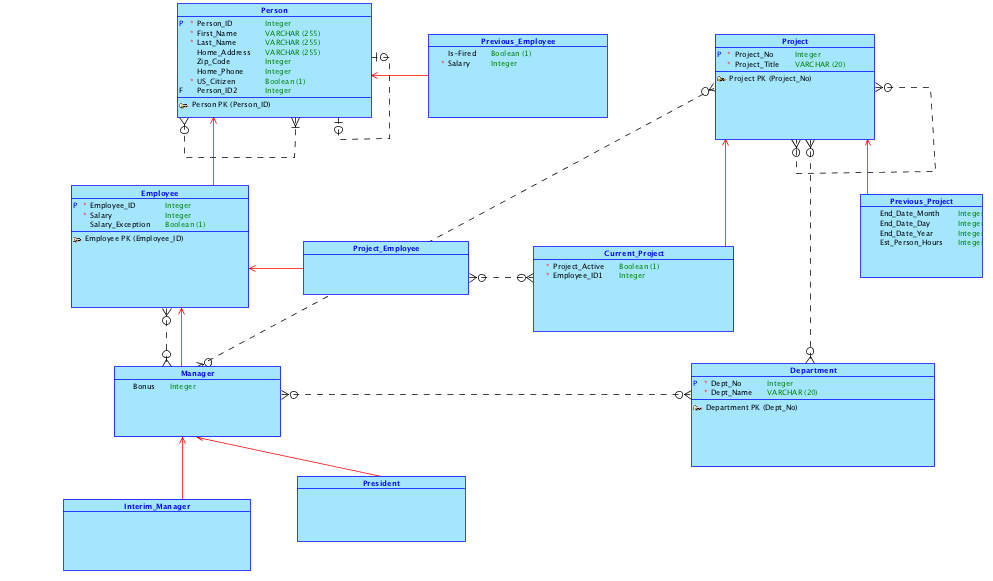 Person
P * Person_ID Integer
* First_Name VARCHAR (255)
* Last_Name VARCHAR (255)
Home_Address VARCHAR (255)
Zip_Code Integer
Home_Phone Integer
* US_Citizen Boolean (1)
F Person_ID2 Integer
Person PK (Person_ID)
Previous_Employee
Is-Fired Boolean (1)
* Salary Integer
Project
P * Project_No Integer
* Project_Title VARCHAR (20)
Project PK (Project_No)
Employee
P * Employee_ID Integer
* Salary Integer
Salary_Exception Boolean (1)
Employee PK (Employee_ID)
Previous_Project
End_Date_Month Intege
End_Date_Day Intege
End_Date_Year Intege
Est_Person_Hours Intege
Project_Employee
Current_Project
* Project_Active Boolean (1)
* Employee_ID1 Integer
Manager
Bonus Integer
Department
P * Dept_No Integer
* Dept_Name VARCHAR (20)
Department PK (Dept_No)
President
Interim_Manager